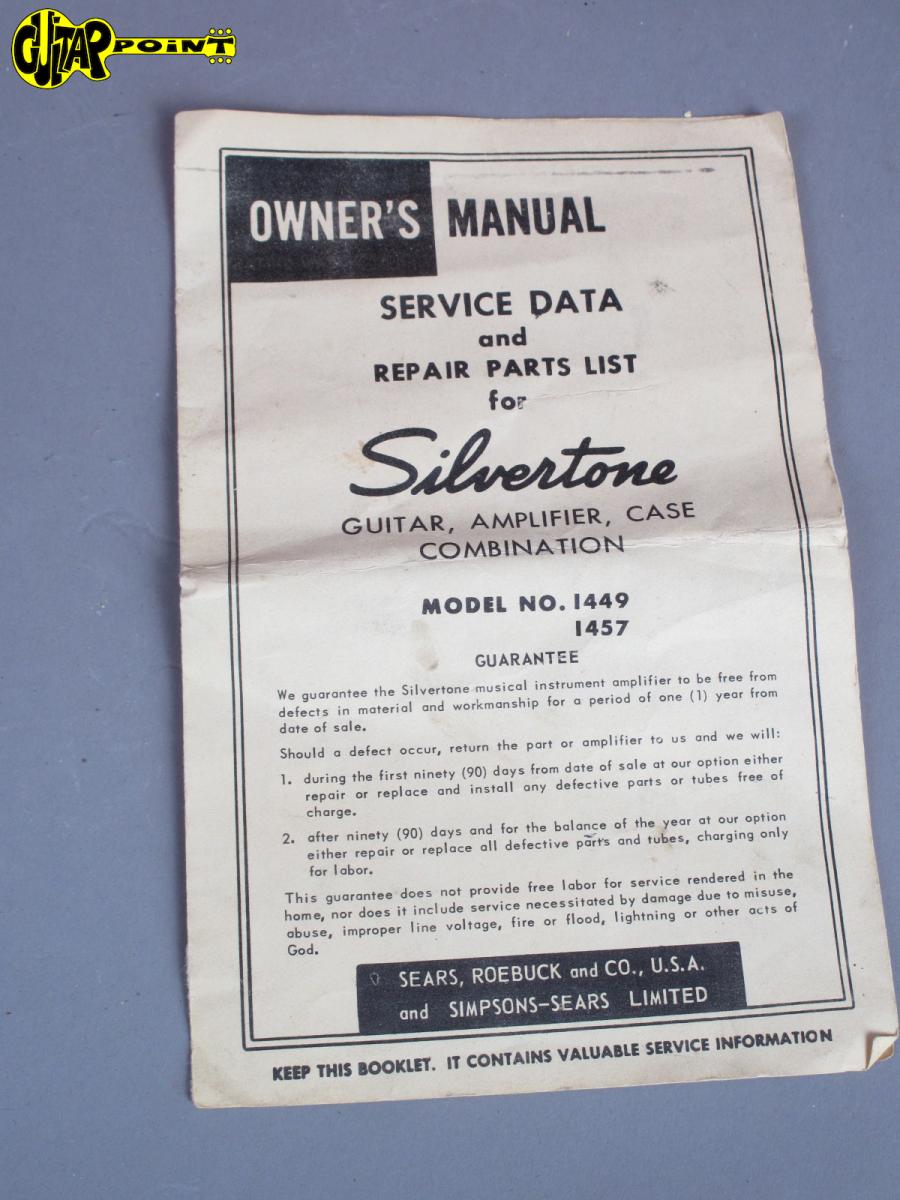 GUITAR POINT
OWNER'S MANUAL
SERVICE DATA
and
REPAIR PARTS LIST
for
Silvertone
GUITAR, AMPLIFIER, CASE
COMBINATION
MODEL NO. 1449
1457
GUARANTEE
We guarantee the Silvertone musical instrument amplifier to be free from
defects in material and workmanship for a period of one (1) year from
date of sale.
Should a defect occur, return the part or amplifier to us and we will:
1. during the first ninety (90) days from date of sale at our option either
repair or replace and install any defective parts or tubes free of
charge.
2. after ninety (90) days and for the balance of the year at our option
either repair or replace all defective parts and tubes, charging only
for labor.
This guarantee does not provide free labor for service rendered in the
home, nor does it include service necessitated by damage due to misuse,
abuse, improper line voltage, fire or flood, lightning or other acts of
God.
SEARS, ROEBUCK and CO., U.S.A.
and SIMPSONS-SEARS LIMITED
KEEP THIS BOOKLET. IT CONTAINS VALUABLE SERVICE INFORMATION